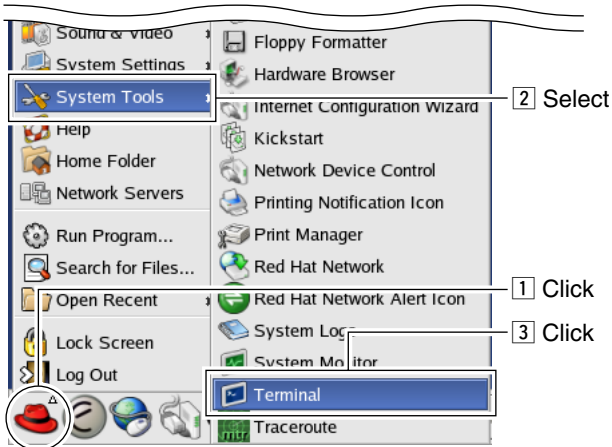 Sound & Video
System Settings
System Tools
Help
Home Folder
Network Servers
Run Program...
Search for Files...
Open Recent
Lock Screen
Log Out
Floppy Formatter
Hardware Browser
Internet Configuration Wizard
Kickstart
Network Device Control
Printing Notification Icon
Print Manager
Red Hat Network
Red Hat Network Alert Icon
System Logs
System Monitor
Terminal
Traceroute
2 Select
1 Click
3 Click